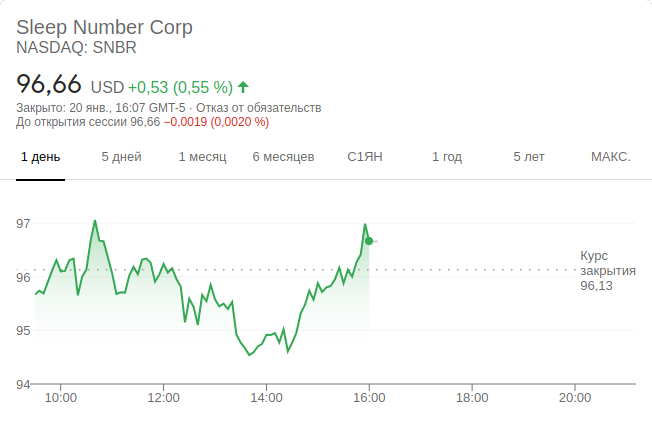 Sleep Number Corp
NASDAQ: SNBR
96,66 USD +0,53 (0,55 %)
Закрыто: 20 янв., 16:07 GMT-5 · Отказ от обязательств
До открытия сессии 96,66 −0,0019 (0,0020 %)
1 день 5 дней 1 месяц 6 месяцев С1ЯН 1 год 5 лет МАКС.
97
Курс
закрытия
96,13
96
95
94
10:00 12:00 14:00 16:00 18:00 20:00